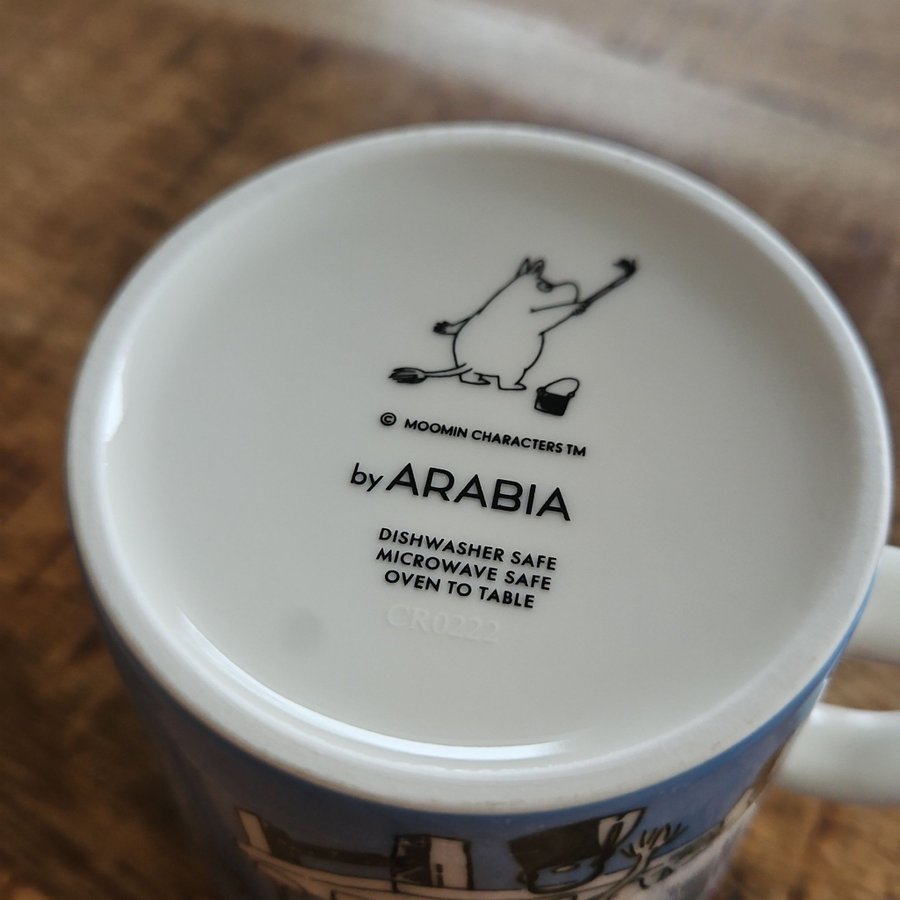 © MOOMIN CHARACTERS TM
by ARABIA
DISHWASHER SAFE
MICROWAVE SAFE
OVEN TO TABLE
CR0222